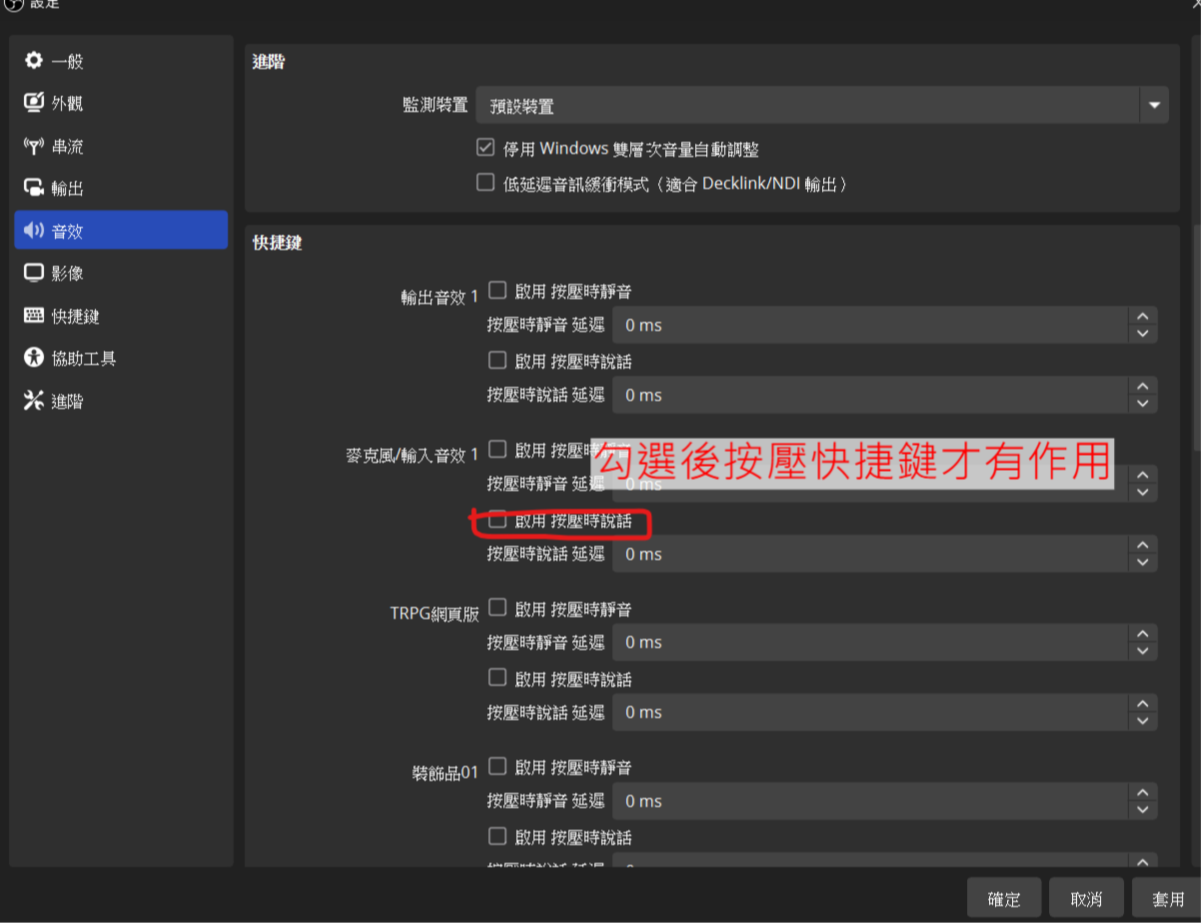 設定
一般
外觀
串流
輸出
音效
影像
快捷鍵
協助工具
進階
進階
監測裝置 預設裝置
停用 Windows 雙層次音量自動調整
低延遲音訊緩衝模式（適合 Decklink/NDI 輸出）
快捷鍵
輸出音效 1 啟用 按壓時靜音
按壓時靜音 延遲 0 ms
啟用 按壓時說話
按壓時說話 延遲 0 ms
麥克風/輸入音效 1 啟用 按壓時靜音
勾選後按壓快捷鍵才有作用
按壓時靜音 延遲 0 ms
啟用 按壓時說話
按壓時說話 延遲 0 ms
TRPG網頁版 啟用 按壓時靜音
按壓時靜音 延遲 0 ms
啟用 按壓時說話
按壓時說話 延遲 0 ms
裝飾品01 啟用 按壓時靜音
按壓時靜音 延遲 0 ms
啟用 按壓時說話
確定 取消 套用